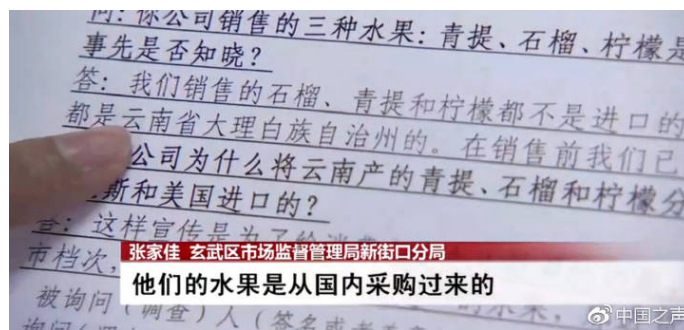 问：你公司销售的三种水果：青提、石榴、柠檬是
事先是否知晓？
答：我们销售的石榴、青提和柠檬都不是进口的
都是云南省大理白族自治州的。在销售前我们已
公司为什么将云南产的青提、石榴和柠檬分
斯和美国进口的？
答：这样宣传是为了给消费
市档次，
张家佳 玄武区市场监督管理局新街口分局
他们的水果是从国内采购过来的
被询问（调查）人（签名或者盖
中国之声